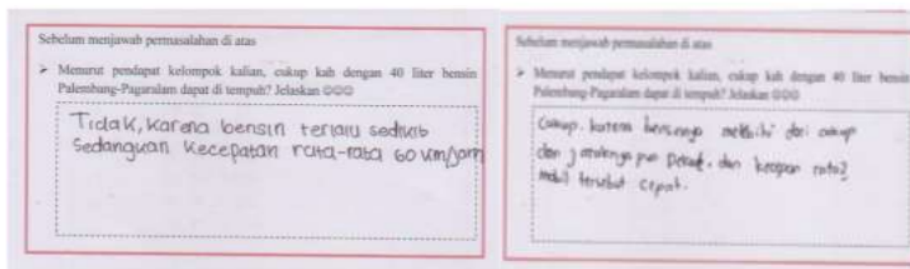 Sebelum menjawab permasalahan di atas
➢ Menurut pendapat kelompok kalian, cukup kah dengan 40 liter bensin
Palembang-Pagaralam dapat di tempuh? Jelaskan ☺☺☺
Tidak, karena bensin terlalu sedikit
Sedangkan kecepatan rata-rata 60 km/jam
Sebelum menjawab permasalahan di atas
➢ Menurut pendapat kelompok kalian, cukup kah dengan 40 liter bensin
Palembang-Pagaralam dapat di tempuh? Jelaskan ☺☺☺
Cukup. karena bensinnya melebihi dari cukup
dan jaraknya pun Dekat. dan rata2
mobil tersebut cepat.